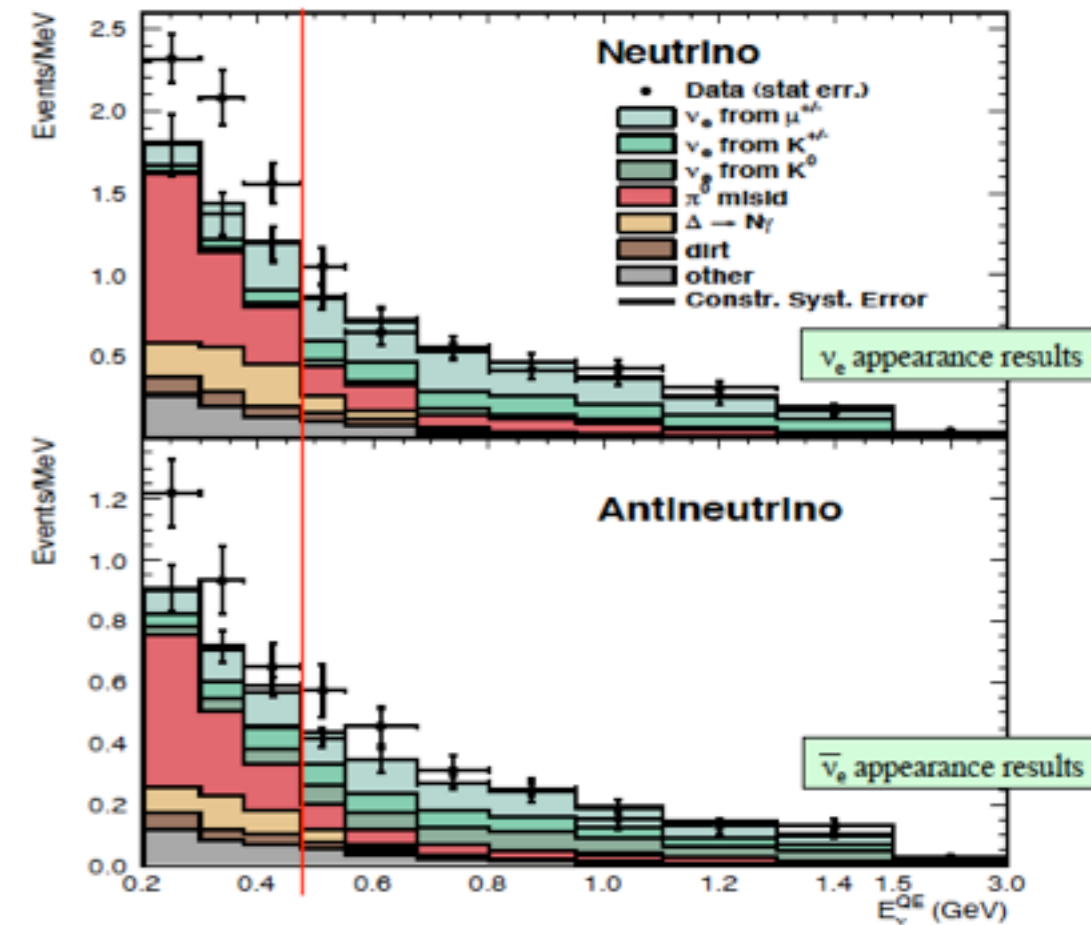 Events/MeV
2.5
2.0
1.5
1.0
0.5
Neutrino
Data (stat err.)
νe from μ+/-
νe from K+/-
νe from K0
π0 misid
Δ → Nγ
dirt
other
Constr. Syst. Error
νe appearance results
Events/MeV
1.2
1.0
0.8
0.6
0.4
0.2
0.0
Antineutrino
ν̅e appearance results
0.2 0.4 0.6 0.8 1.0 1.2 1.4 1.5 3.0
EνQE (GeV)